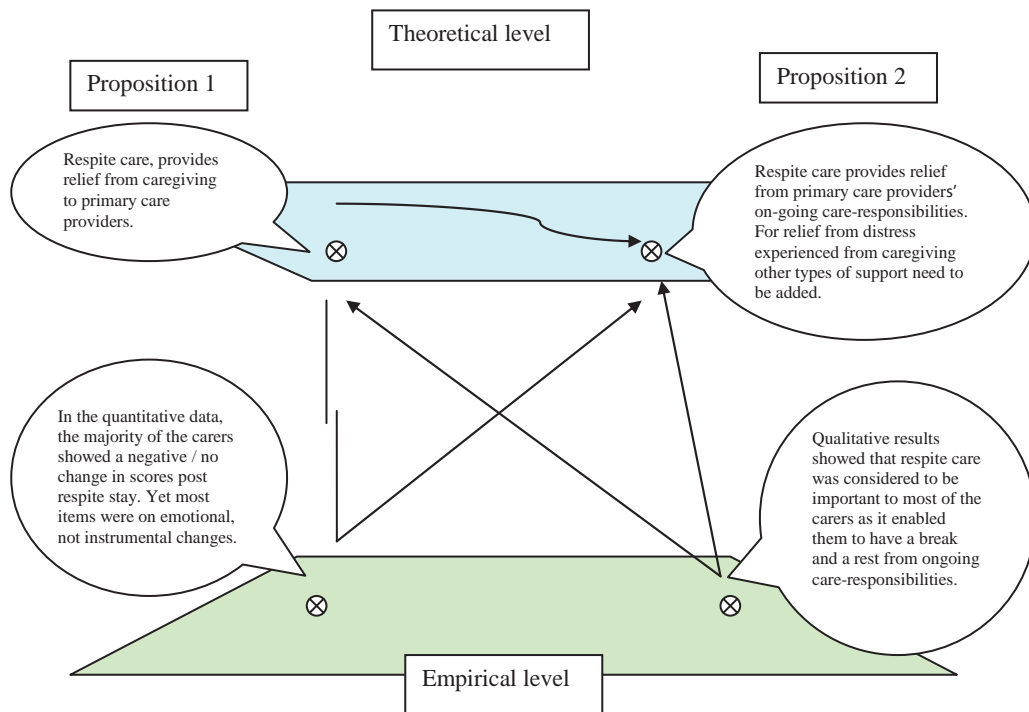 Theoretical level
Proposition 1
Proposition 2
Respite care, provides
relief from caregiving
to primary care
providers.
Respite care provides relief
from primary care providers’
on-going care-responsibilities.
For relief from distress
experienced from caregiving
other types of support need to
be added.
In the quantitative data,
the majority of the carers
showed a negative / no
change in scores post
respite stay. Yet most
items were on emotional,
not instrumental changes.
Qualitative results
showed that respite care
was considered to be
important to most of the
carers as it enabled
them to have a break
and a rest from ongoing
care-responsibilities.
Empirical level